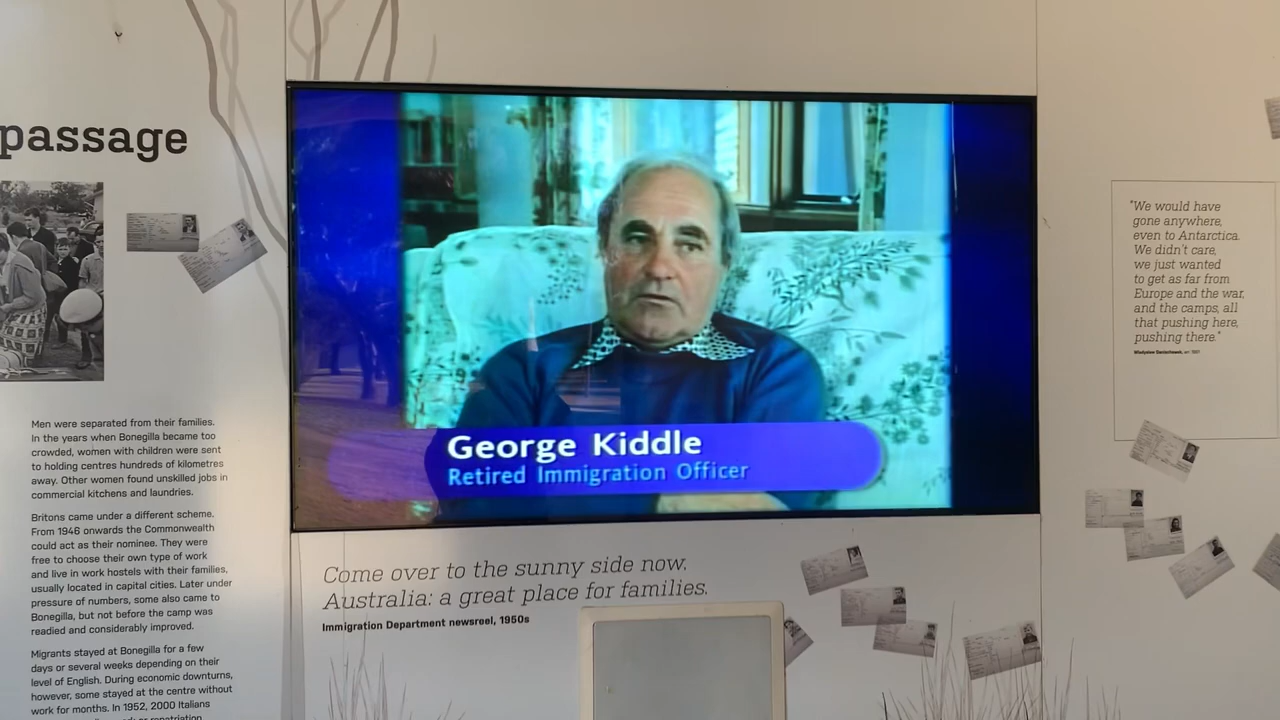 passage
Men were separated from their families.
In the years when Bonegilla became too
crowded, women with children were sent
to holding centres hundreds of kilometres
away. Other women found unskilled jobs in
commercial kitchens and laundries.
Britons came under a different scheme.
From 1946 onwards the Commonwealth
could act as their nominee. They were
free to choose their own type of work
and live in work hostels with their families,
usually located in capital cities. Later under
pressure of numbers, some also came to
Bonegilla, but not before the camp was
readied and considerably improved.
Migrants stayed at Bonegilla for a few
days or several weeks depending on their
level of English. During economic downturns,
however, some stayed at the centre without
work for months. In 1952, 2000 Italians
George Kiddle
Retired Immigration Officer
Come over to the sunny side now.
Australia: a great place for families.
Immigration Department newsreel, 1950s
"We would have
gone anywhere,
even to Antarctica.
We didn't care,
we just wanted
to get as far from
Europe and the war,
and the camps, all
that pushing here,
pushing there."